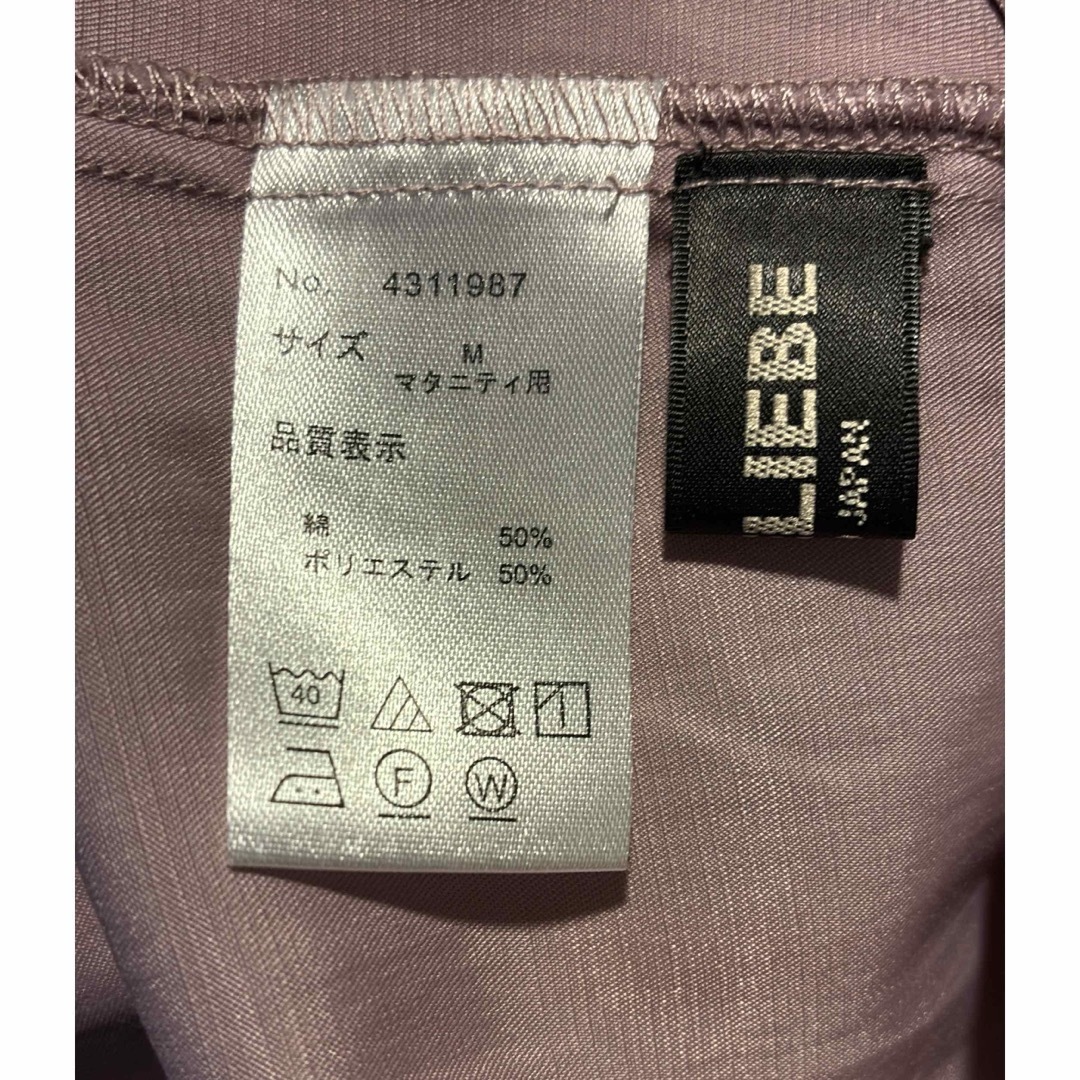 No. 4311987
サイズ M
マタニティ用
品質表示
綿 50%
ポリエステル 50%
40
F W
LIEBE
JAPAN